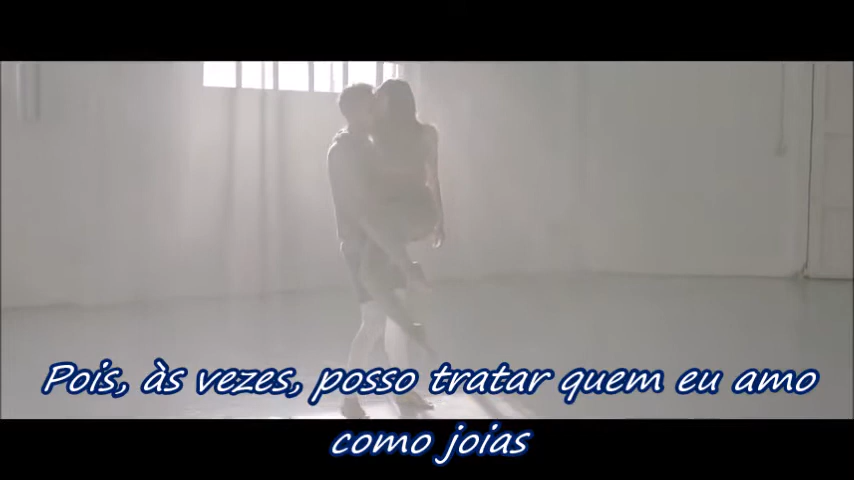 Pois, às vezes, posso tratar quem eu amo
como joias